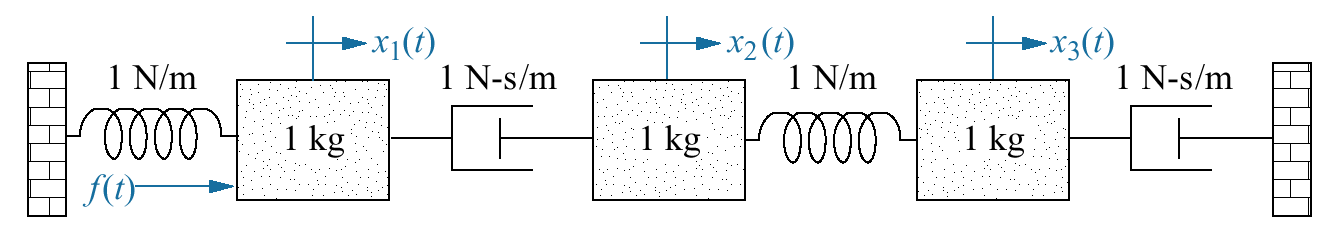 x₁(t) x₂(t) x₃(t)
1 N/m 1 N-s/m 1 N/m 1 N-s/m
1 kg 1 kg 1 kg
f(t)